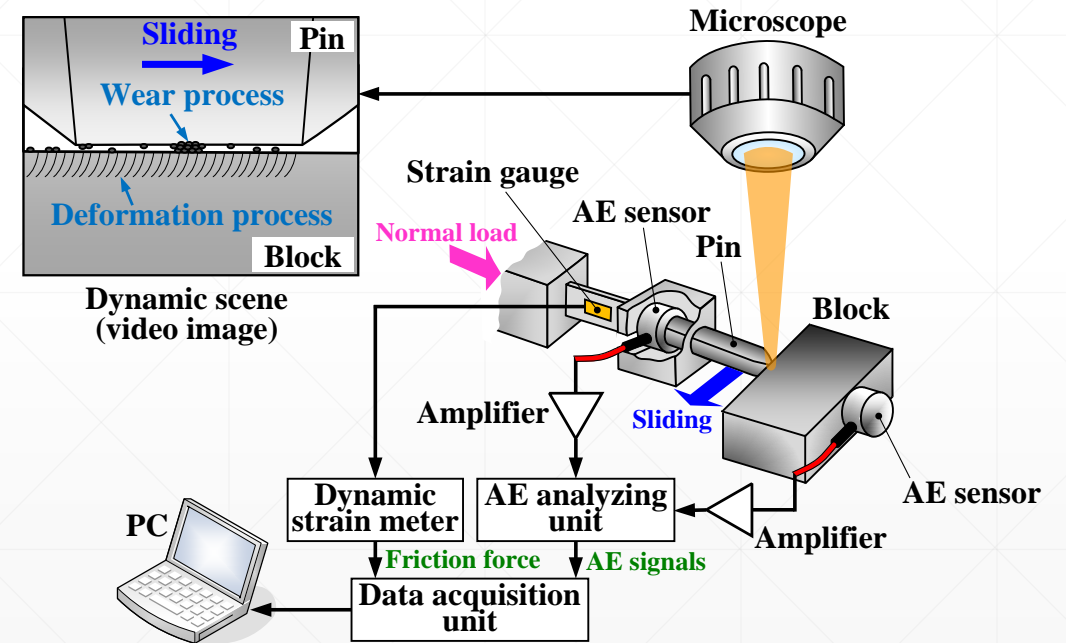 Microscope
Sliding
Pin
Wear process
Deformation process
Block
Dynamic scene
(video image)
Strain gauge
AE sensor
Normal load
Pin
Block
Sliding
Amplifier
AE sensor
Amplifier
Dynamic
strain meter
AE analyzing
unit
PC
Friction force
AE signals
Data acquisition
unit